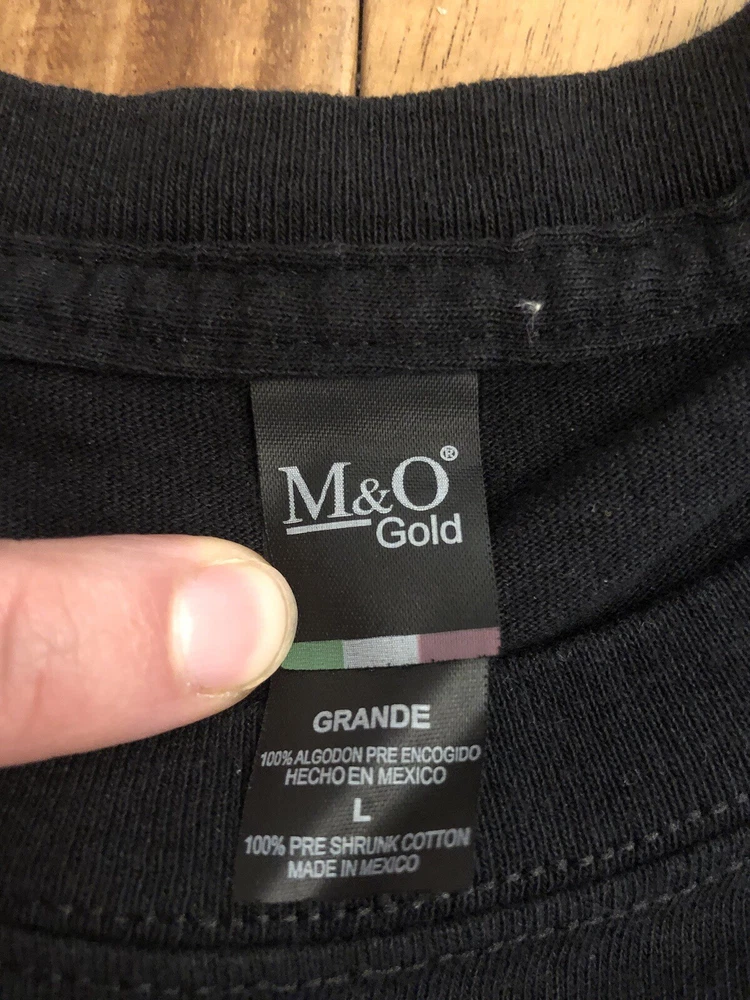 M&O®
Gold
GRANDE
100% ALGODON PRE ENCOGIDO
HECHO EN MEXICO
L
100% PRE SHRUNK COTTON
MADE IN MEXICO